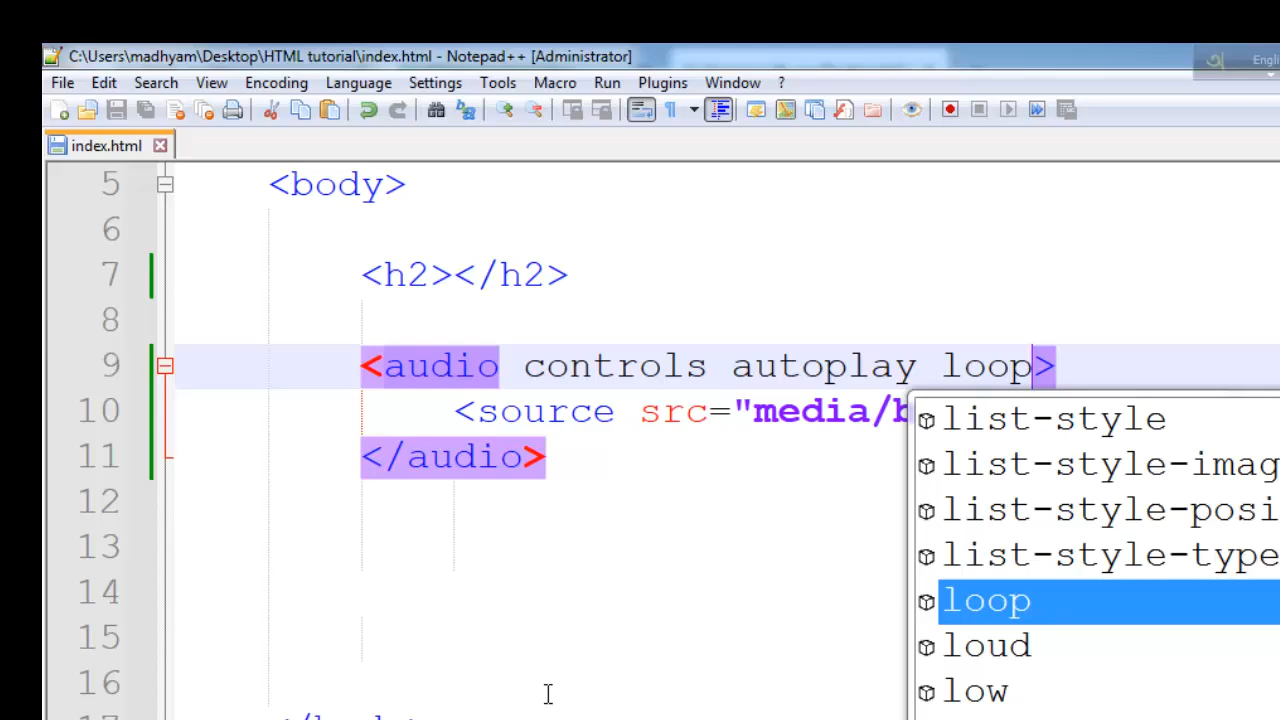 C:\Users\madhyam\Desktop\HTML tutorial\index.html - Notepad++ [Administrator]
File Edit Search View Encoding Language Settings Tools Macro Run Plugins Window ?
index.html
5 <body>
6
7 <h2></h2>
8
9 <audio controls autoplay loop>
10 <source src="media/b
11 </audio>
12
13
14
15
16
list-style
list-style-imag
list-style-posi
list-style-type
loop
loud
low